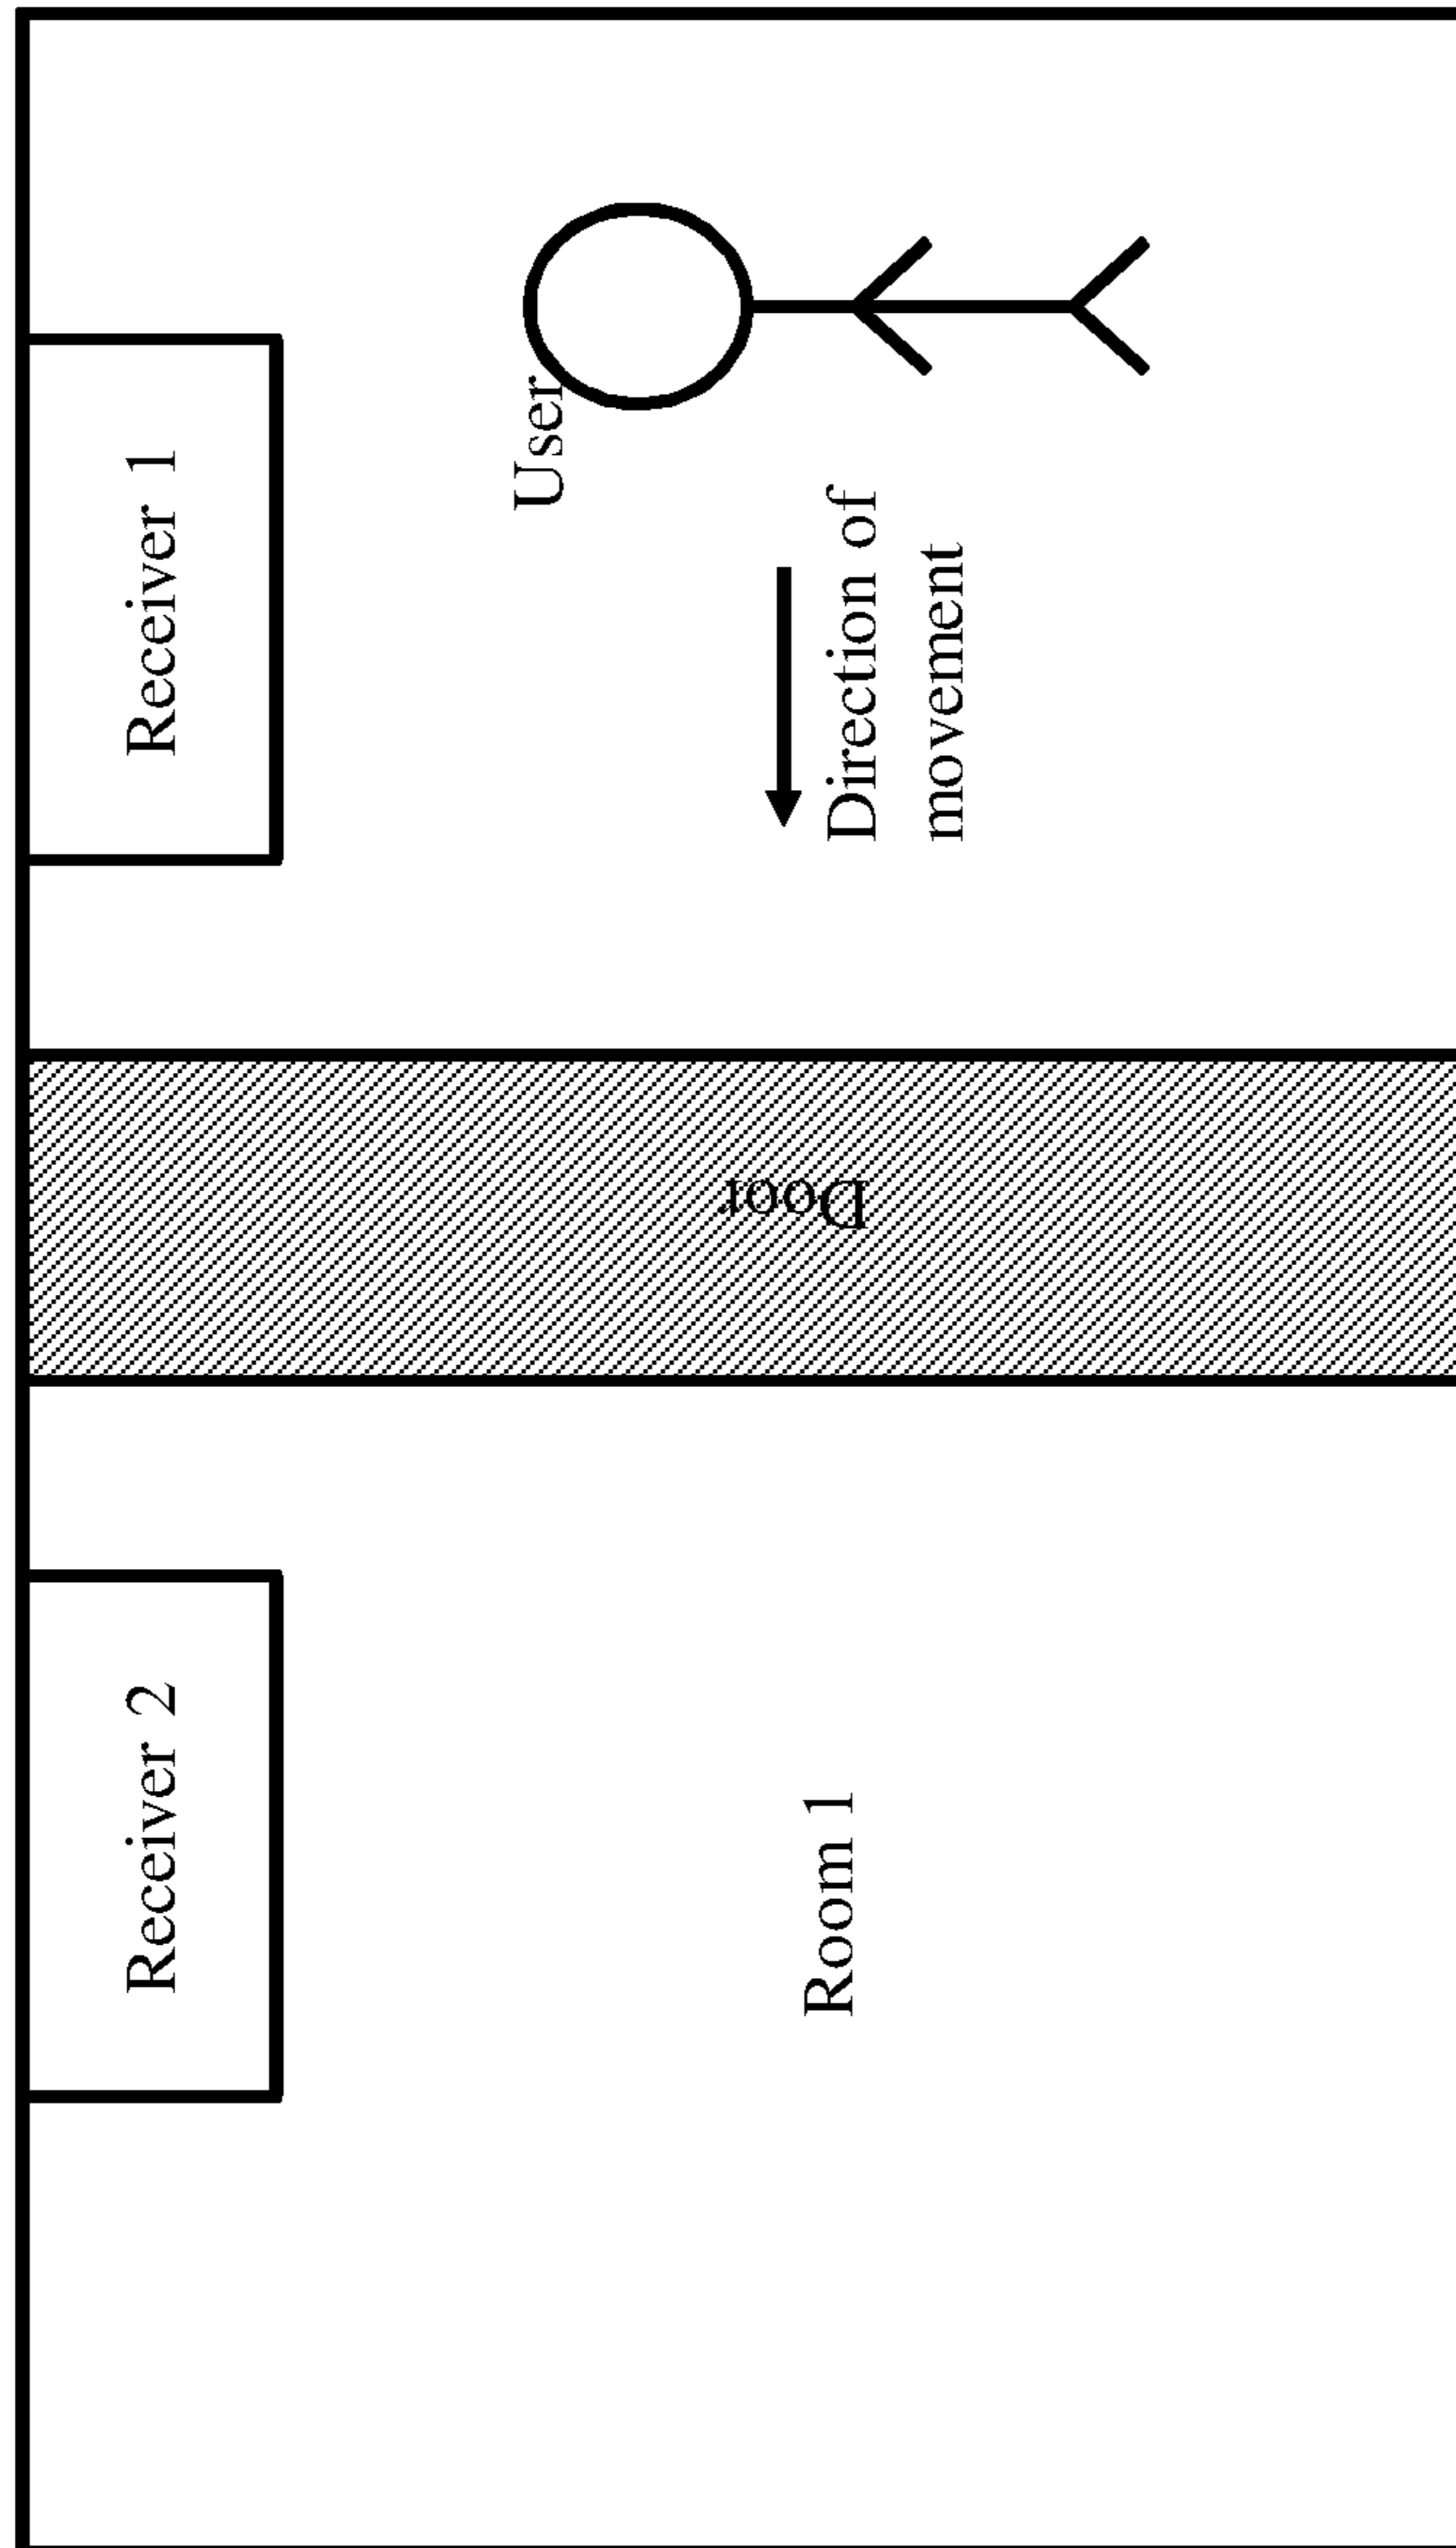 Receiver 2
Receiver 1
User
Room 1
Door
Direction of
movement